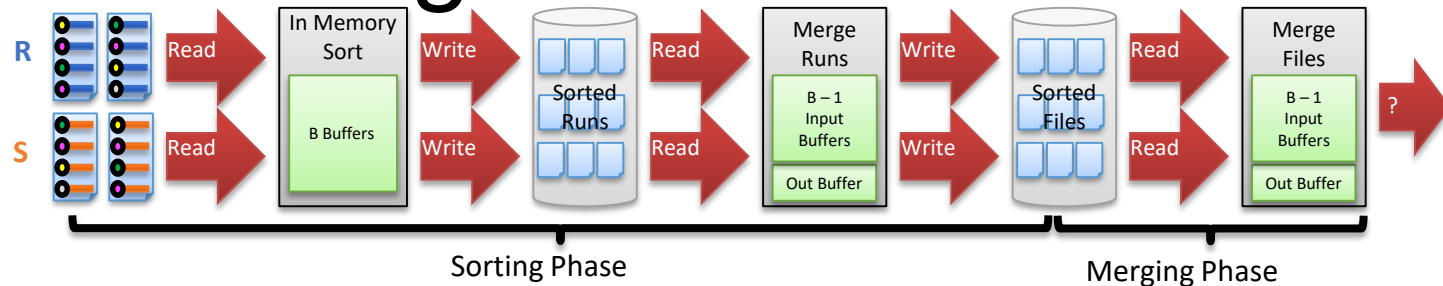 R
S
Read
Read
In Memory
Sort
B Buffers
Write
Write
Sorted
Runs
Read
Read
Merge
Runs
B – 1
Input
Buffers
Out Buffer
Write
Write
Sorted
Files
Read
Read
Merge
Files
B – 1
Input
Buffers
Out Buffer
?
Sorting Phase
Merging Phase